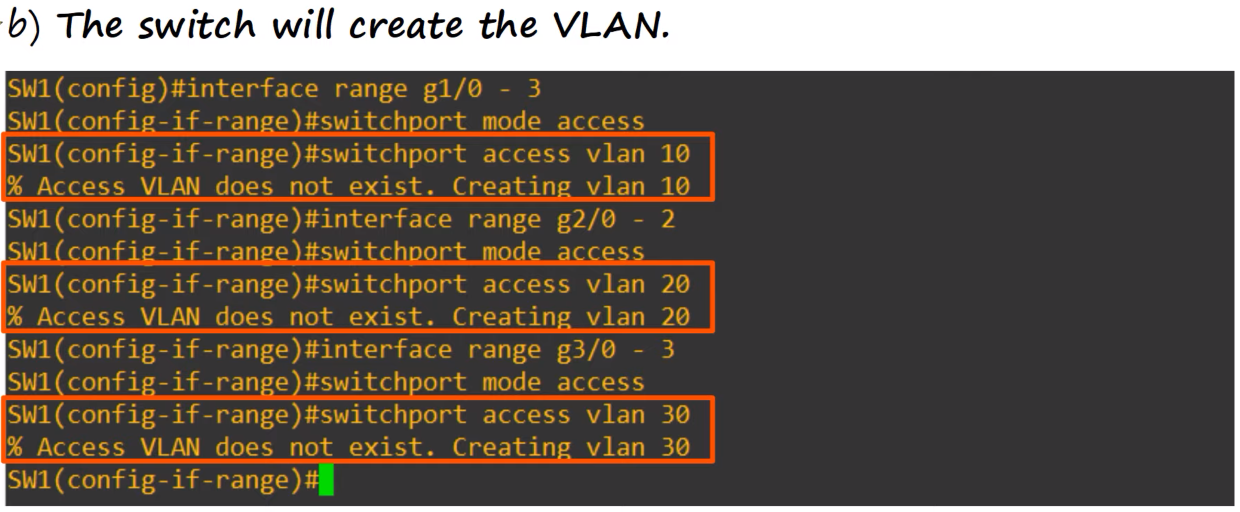 b) The switch will create the VLAN.
SW1(config)#interface range g1/0 - 3
SW1(config-if-range)#switchport mode access
SW1(config-if-range)#switchport access vlan 10
% Access VLAN does not exist. Creating vlan 10
SW1(config-if-range)#interface range g2/0 - 2
SW1(config-if-range)#switchport mode access
SW1(config-if-range)#switchport access vlan 20
% Access VLAN does not exist. Creating vlan 20
SW1(config-if-range)#interface range g3/0 - 3
SW1(config-if-range)#switchport mode access
SW1(config-if-range)#switchport access vlan 30
% Access VLAN does not exist. Creating vlan 30
SW1(config-if-range)#